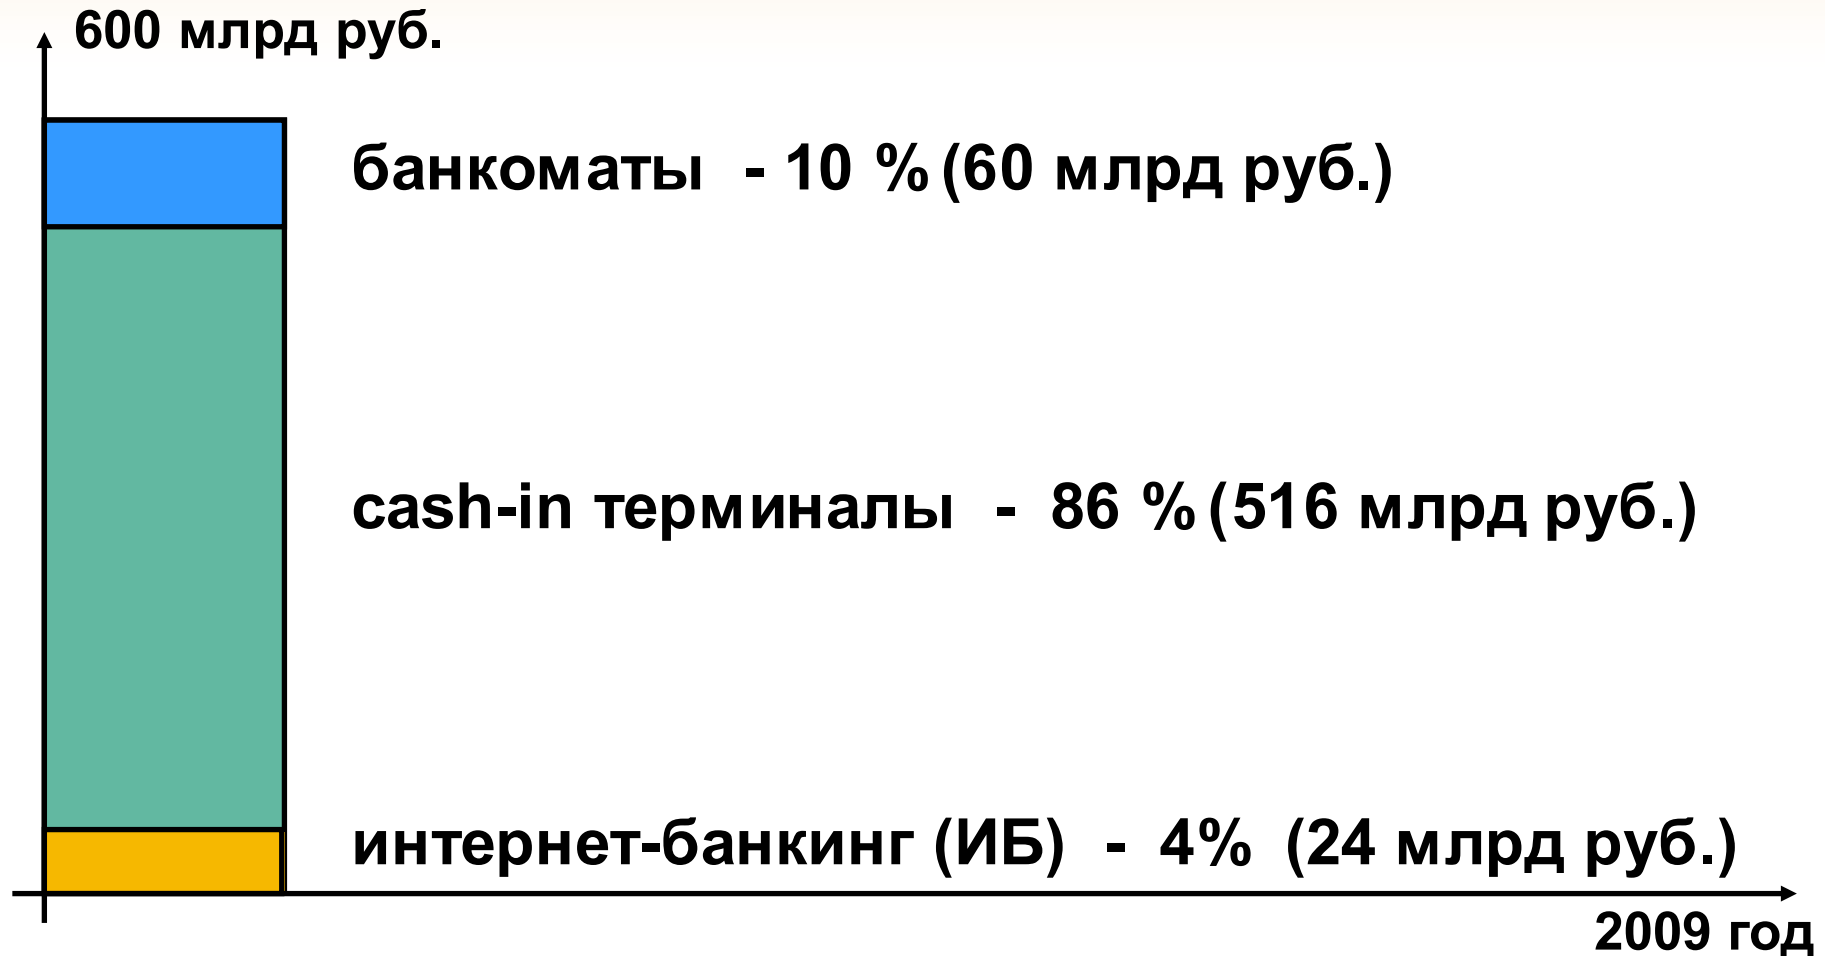 600 млрд руб.
банкоматы - 10 % (60 млрд руб.)
cash-in терминалы - 86 % (516 млрд руб.)
интернет-банкинг (ИБ) - 4% (24 млрд руб.)
2009 год